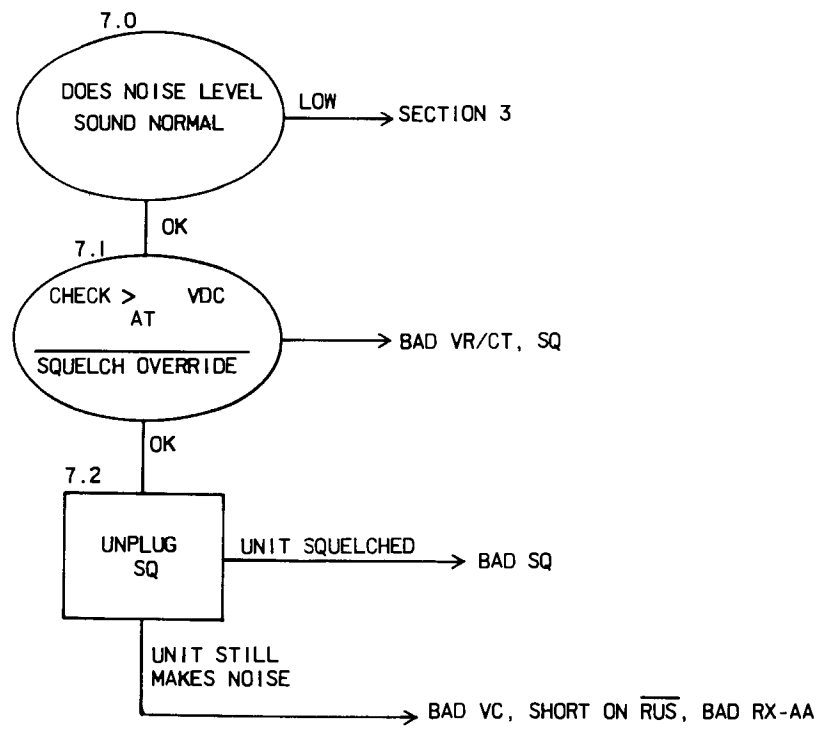 7.0
DOES NOISE LEVEL
SOUND NORMAL
LOW
SECTION 3
OK
7.1
CHECK > VDC
AT
SQUELCH OVERRIDE
BAD VR/CT, SQ
OK
7.2
UNPLUG
SQ
UNIT SQUELCHED
BAD SQ
UNIT STILL
MAKES NOISE
BAD VC, SHORT ON RUS, BAD RX-AA